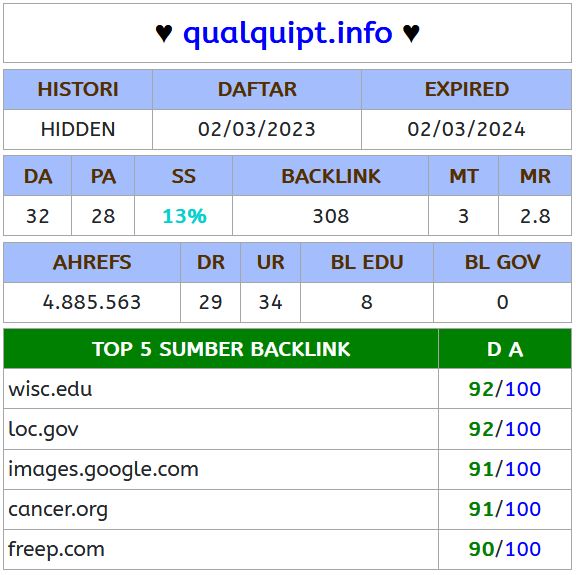 ♥ qualquipt.info ♥
HISTORI DAFTAR EXPIRED
HIDDEN 02/03/2023 02/03/2024
DA PA SS BACKLINK MT MR
32 28 13% 308 3 2.8
AHREFS DR UR BL EDU BL GOV
4.885.563 29 34 8 0
TOP 5 SUMBER BACKLINK D A
wisc.edu 92/100
loc.gov 92/100
images.google.com 91/100
cancer.org 91/100
freep.com 90/100